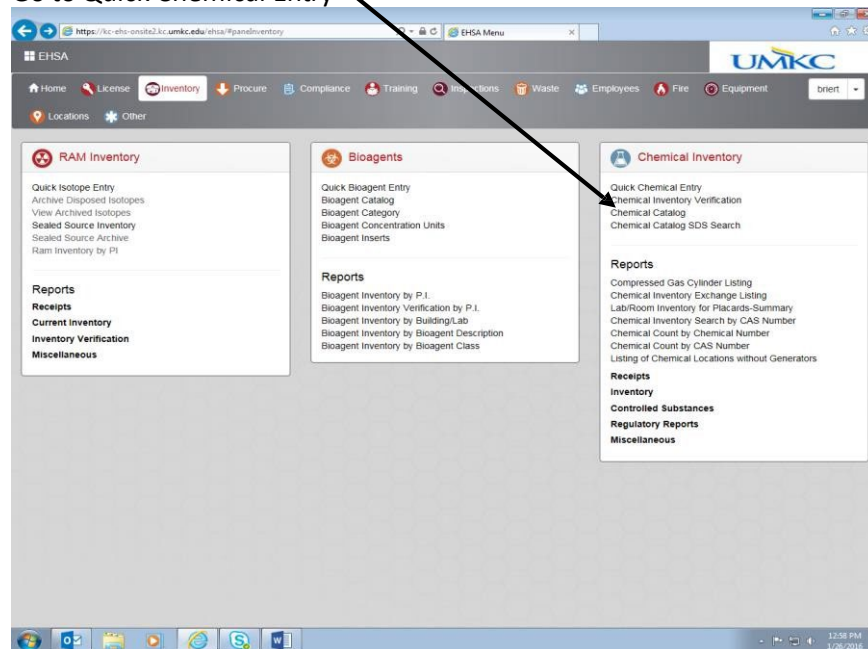 Go to Quick Chemical Entry
https://kc-ehs-onsite2.kc.umkc.edu/ehsa/#panelInventory
EHSA Menu
EHSA
UMKC
Home License Inventory Procure Compliance Training Inspections Waste Employees Fire Equipment briert
Locations Other
RAM Inventory
Quick Isotope Entry
Archive Disposed Isotopes
View Archived Isotopes
Sealed Source Inventory
Sealed Source Archive
Ram Inventory by PI
Reports
Receipts
Current Inventory
Inventory Verification
Miscellaneous
Bioagents
Quick Bioagent Entry
Bioagent Catalog
Bioagent Category
Bioagent Concentration Units
Bioagent Inserts
Reports
Bioagent Inventory by P.I.
Bioagent Inventory Verification by P.I.
Bioagent Inventory by Building/Lab
Bioagent Inventory by Bioagent Description
Bioagent Inventory by Bioagent Class
Chemical Inventory
Quick Chemical Entry
Chemical Inventory Verification
Chemical Catalog
Chemical Catalog SDS Search
Reports
Compressed Gas Cylinder Listing
Chemical Inventory Exchange Listing
Lab/Room Inventory for Placards-Summary
Chemical Inventory Search by CAS Number
Chemical Count by Chemical Number
Chemical Count by CAS Number
Listing of Chemical Locations without Generators
Receipts
Inventory
Controlled Substances
Regulatory Reports
Miscellaneous
12:58 PM
1/26/2016